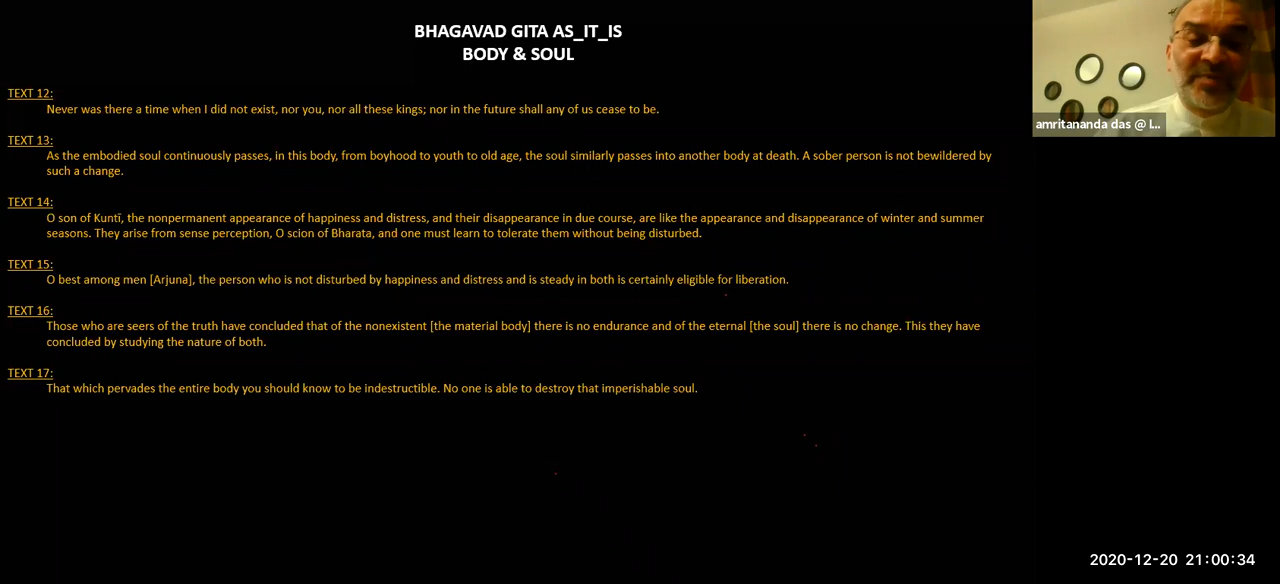 BHAGAVAD GITA AS_IT_IS
BODY & SOUL
TEXT 12:
Never was there a time when I did not exist, nor you, nor all these kings; nor in the future shall any of us cease to be.
TEXT 13:
As the embodied soul continuously passes, in this body, from boyhood to youth to old age, the soul similarly passes into another body at death. A sober person is not bewildered by
such a change.
TEXT 14:
O son of Kuntī, the nonpermanent appearance of happiness and distress, and their disappearance in due course, are like the appearance and disappearance of winter and summer
seasons. They arise from sense perception, O scion of Bharata, and one must learn to tolerate them without being disturbed.
TEXT 15:
O best among men [Arjuna], the person who is not disturbed by happiness and distress and is steady in both is certainly eligible for liberation.
TEXT 16:
Those who are seers of the truth have concluded that of the nonexistent [the material body] there is no endurance and of the eternal [the soul] there is no change. This they have
concluded by studying the nature of both.
TEXT 17:
That which pervades the entire body you should know to be indestructible. No one is able to destroy that imperishable soul.
amritananda das @ I...
2020-12-20 21:00:34